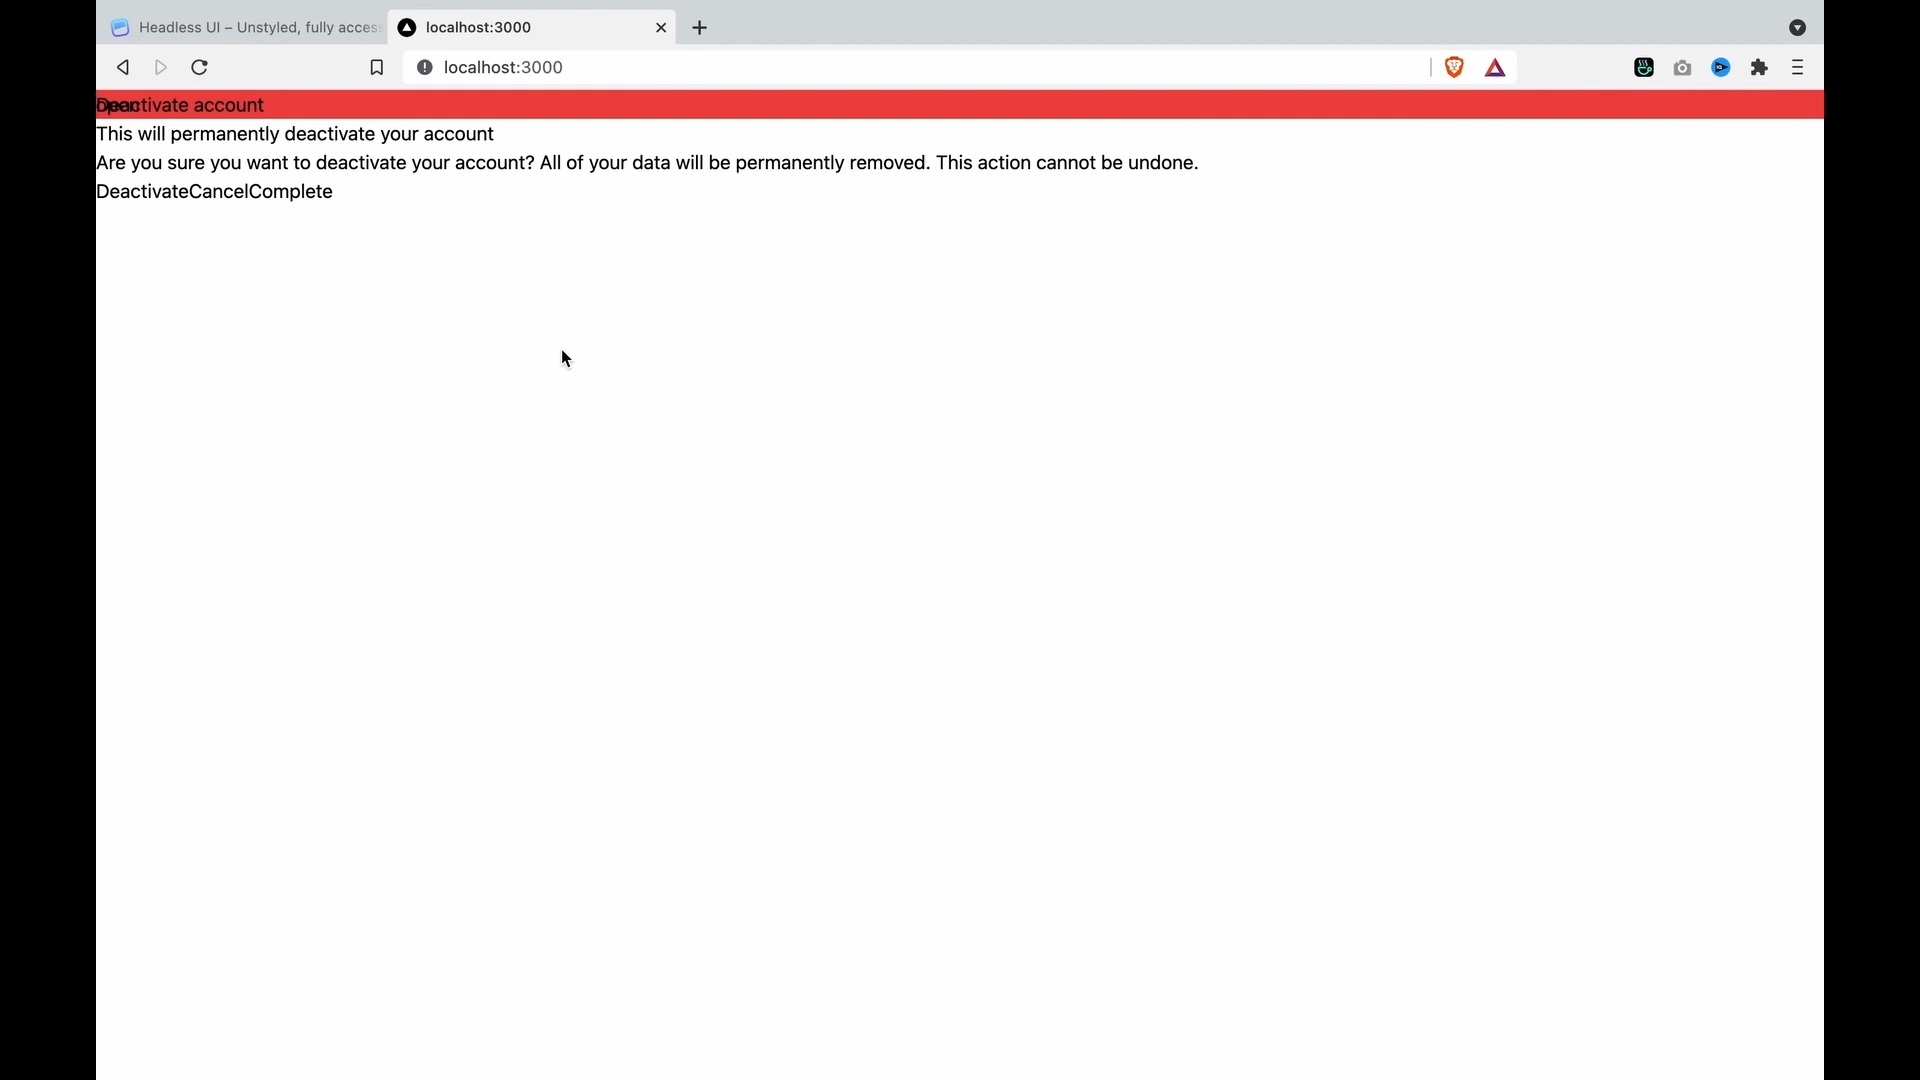 Headless UI – Unstyled, fully acces
localhost:3000
localhost:3000
Deactivate account
This will permanently deactivate your account
Are you sure you want to deactivate your account? All of your data will be permanently removed. This action cannot be undone.
DeactivateCancelComplete